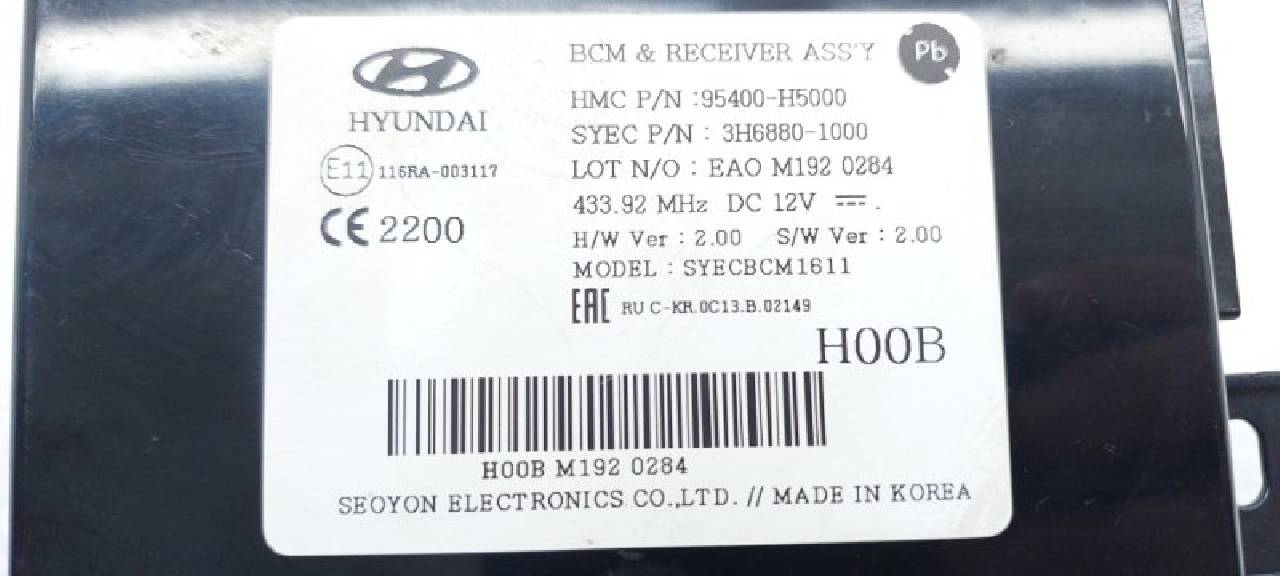 BCM & RECEIVER ASS'Y
Pb
HYUNDAI
HMC P/N :95400-H5000
SYEC P/N : 3H6880-1000
E11 116RA-003117
LOT N/O : EAO M192 0284
433.92 MHz DC 12V
CE 2200
H/W Ver : 2.00 S/W Ver : 2.00
MODEL : SYECBCM1611
EAC RU C-KR.0C13.B.02149
H00B
H00B M192 0284
SEOYON ELECTRONICS CO.,LTD. // MADE IN KOREA